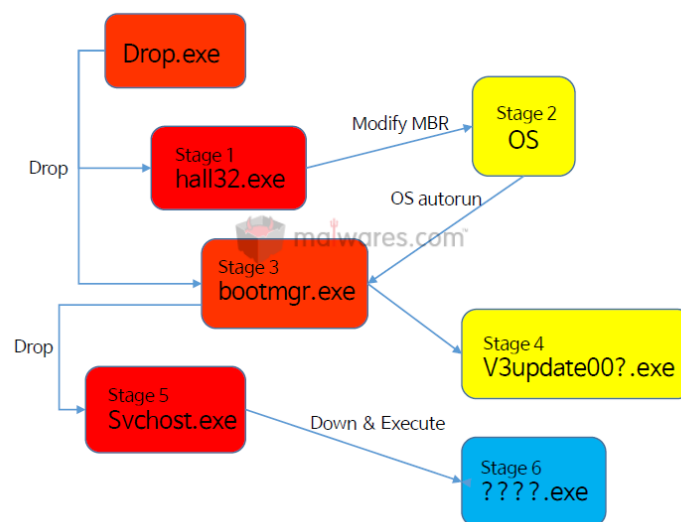 Drop.exe
Stage 2
OS
Modify MBR
Stage 1
hall32.exe
Drop
OS autorun
malwares.com™
Stage 3
bootmgr.exe
Stage 4
V3update00?.exe
Drop
Stage 5
Svchost.exe
Down & Execute
Stage 6
????.exe